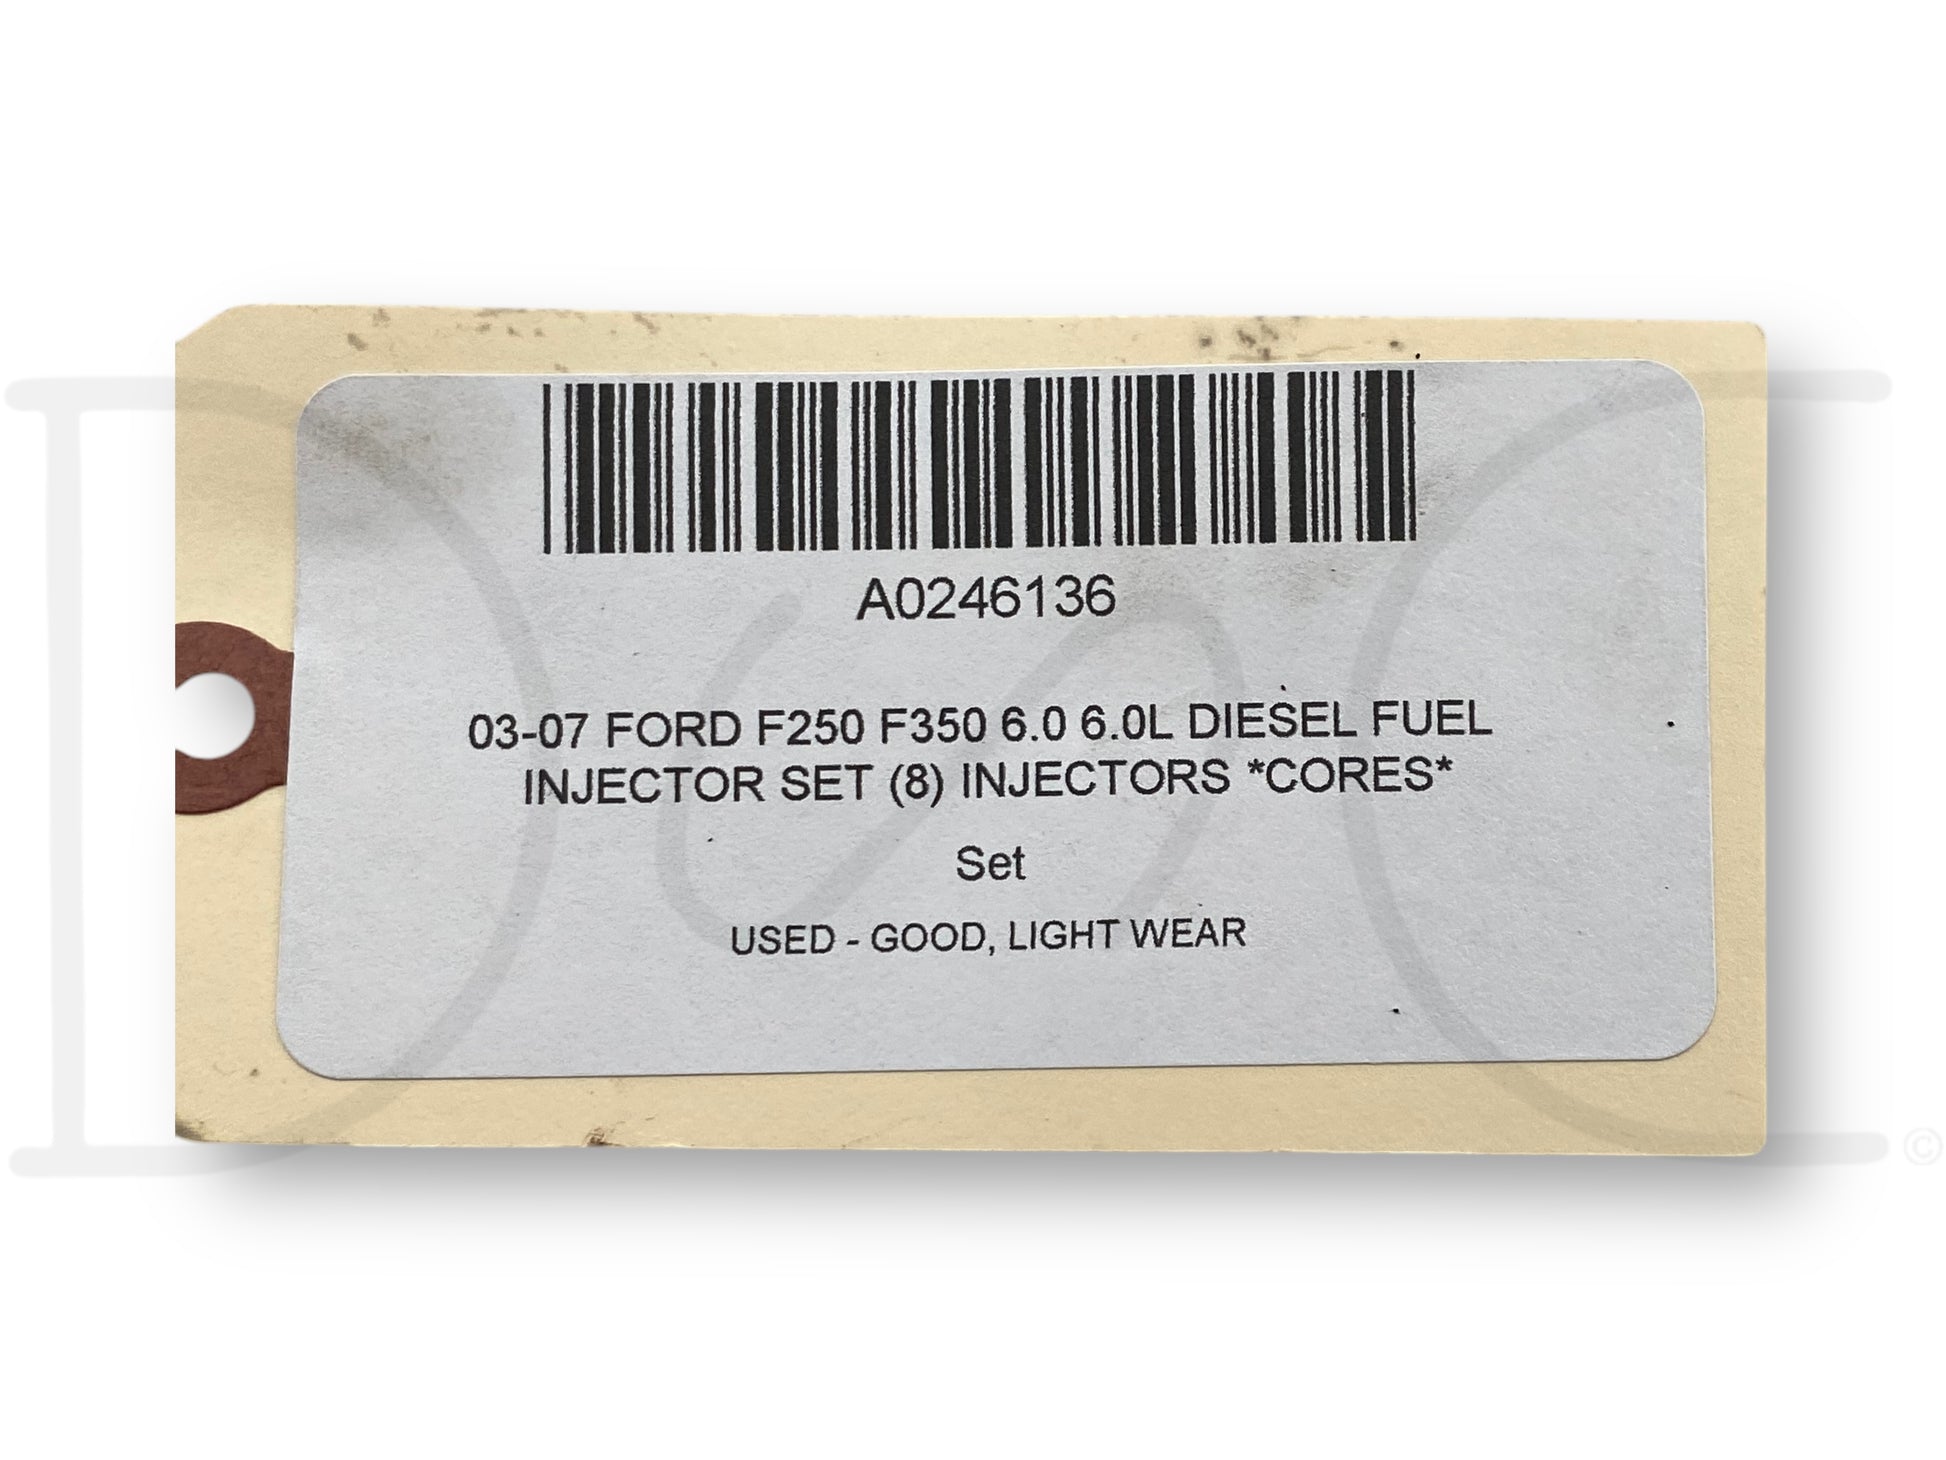 A0246136
03-07 FORD F250 F350 6.0 6.0L DIESEL FUEL
INJECTOR SET (8) INJECTORS *CORES*
Set
USED - GOOD, LIGHT WEAR
©